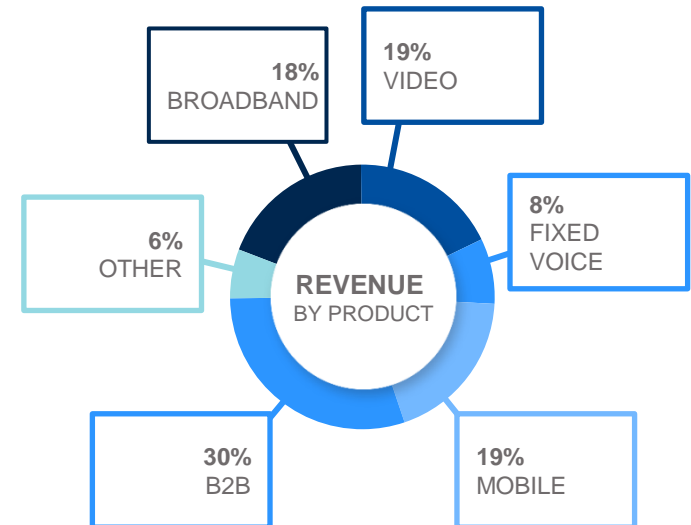 19%
VIDEO
18%
BROADBAND
8%
FIXED
VOICE
6%
OTHER
REVENUE
BY PRODUCT
30%
B2B
19%
MOBILE